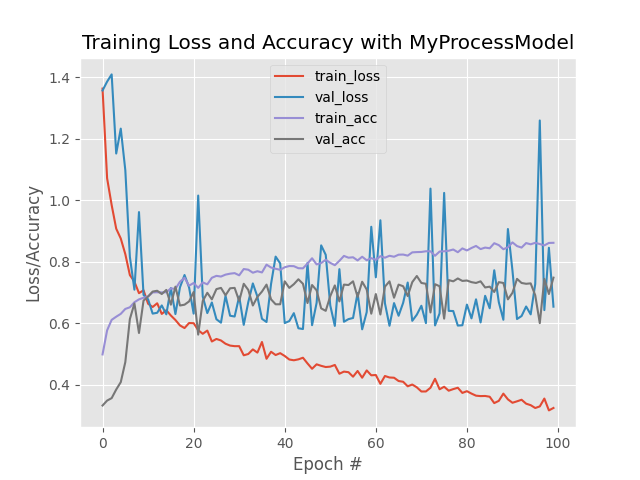 Training Loss and Accuracy with MyProcessModel
train_loss
val_loss
train_acc
val_acc
Loss/Accuracy
1.4
1.2
1.0
0.8
0.6
0.4
0 20 40 60 80 100
Epoch #